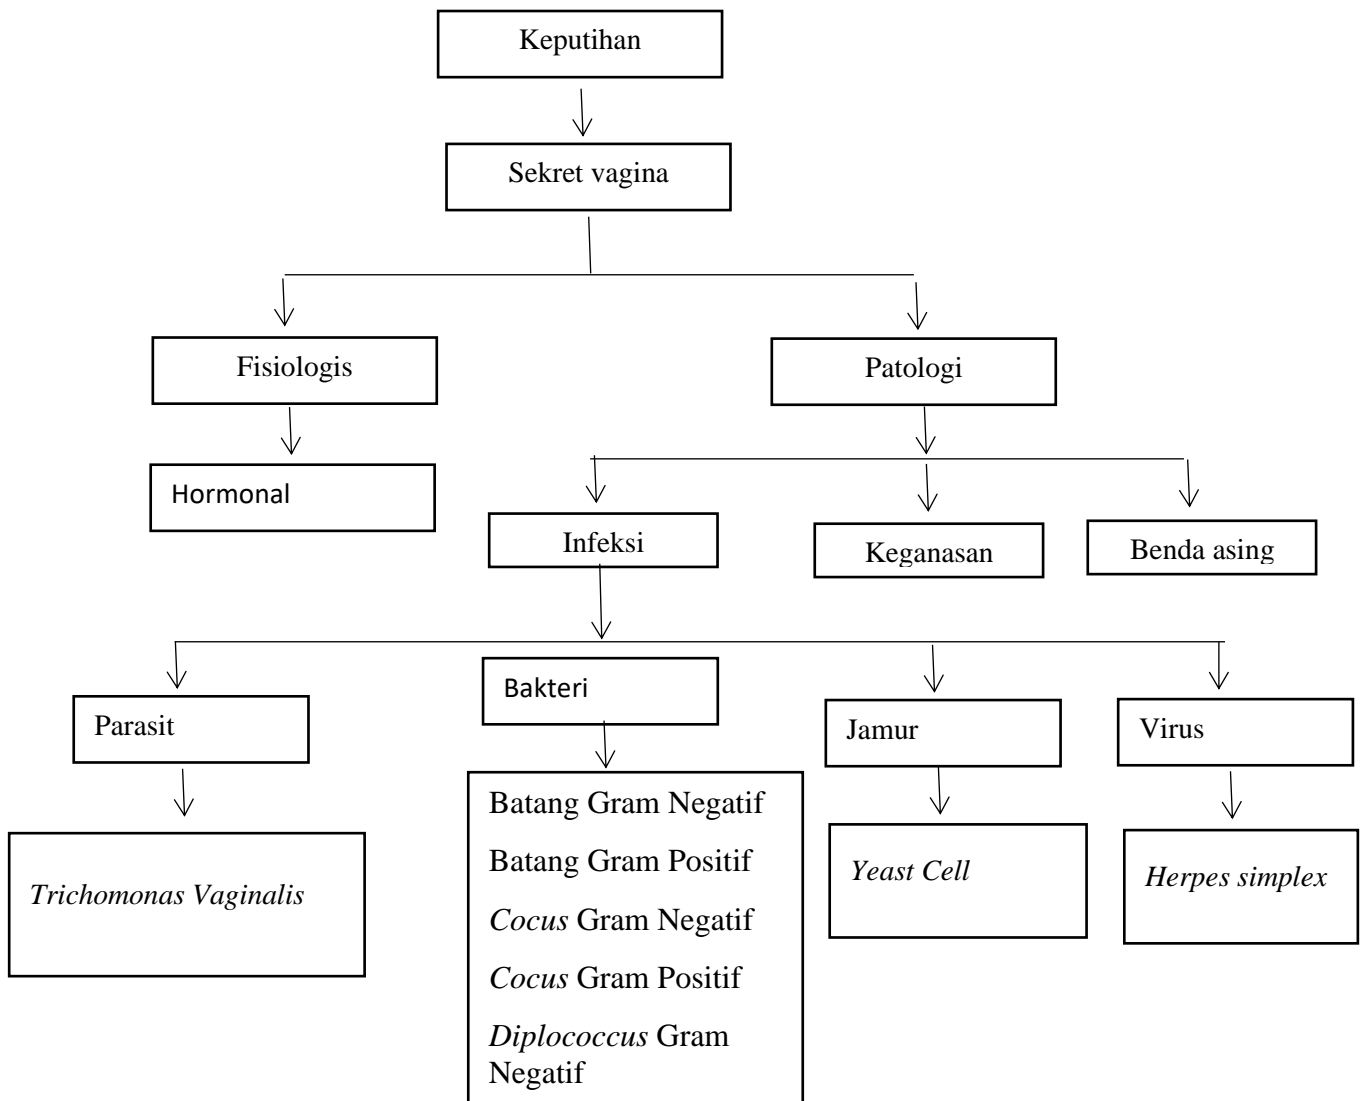 Keputihan
Sekret vagina
Fisiologis
Patologi
Hormonal
Infeksi
Keganasan
Benda asing
Parasit
Bakteri
Jamur
Virus
Trichomonas Vaginalis
Batang Gram Negatif
Batang Gram Positif
Cocus Gram Negatif
Cocus Gram Positif
Diplococcus Gram
Negatif
Yeast Cell
Herpes simplex